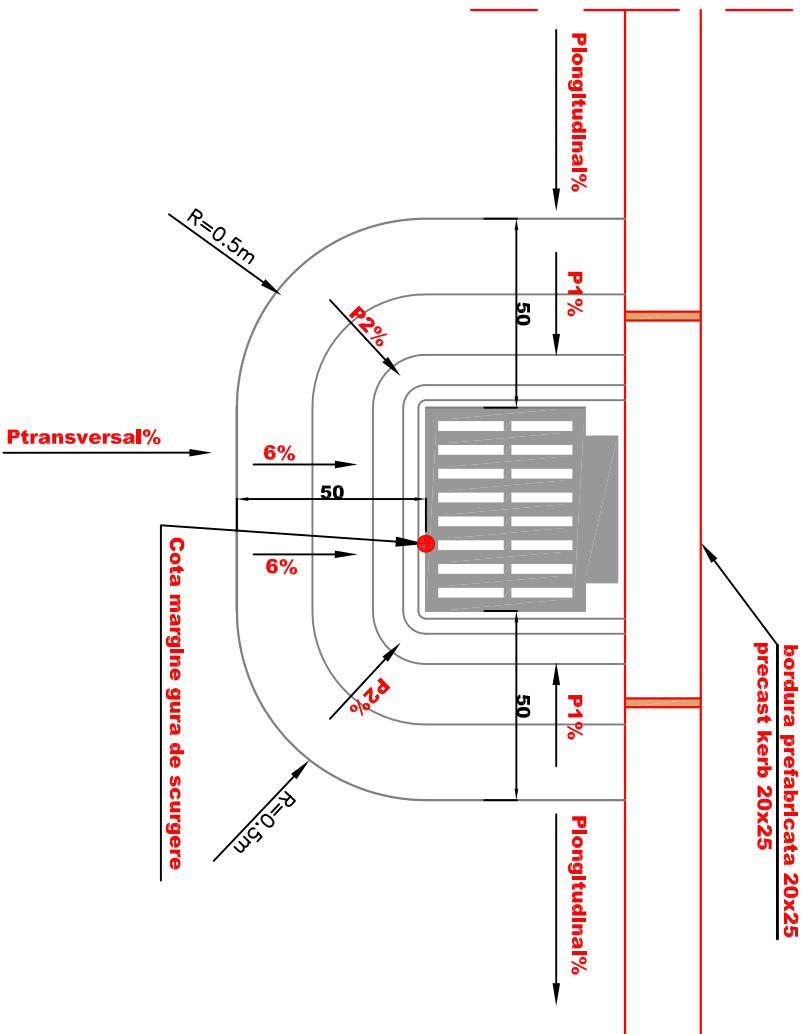 Plongitudinal%
P1%
50
R=0.5m
P2%
Ptransversal%
6%
50
6%
Cota margine gura de scurgere
P2%
50
P1%
R=0.5m
Plongitudinal%
bordura prefabricata 20x25
precast kerb 20x25